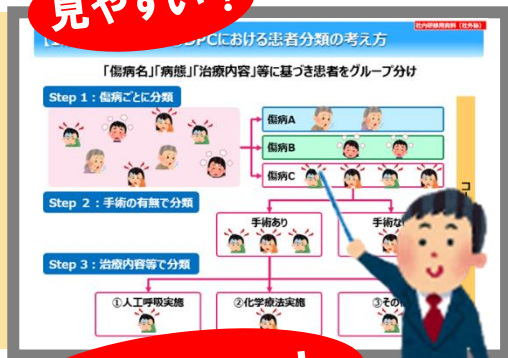 見やすい！
社内研修用資料（社外秘）
DPCにおける患者分類の考え方
「傷病名」「病態」「治療内容」等に基づき患者をグループ分け
Step 1：傷病ごとに分類
傷病A
傷病B
傷病C
Step 2：手術の有無で分類
手術あり
手術な
Step 3：治療内容等で分類
①人工呼吸実施
②化学療法実施
③その
コ